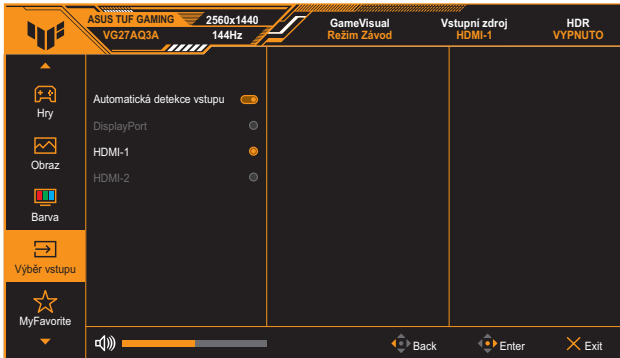 ASUS TUF GAMING 2560x1440
VG27AQ3A 144Hz
GameVisual
Režim Závod
Vstupní zdroj
HDMI-1
HDR
VYPNUTO
Hry
Obraz
Barva
Výběr vstupu
MyFavorite
Automatická detekce vstupu
DisplayPort
HDMI-1
HDMI-2
Back Enter Exit